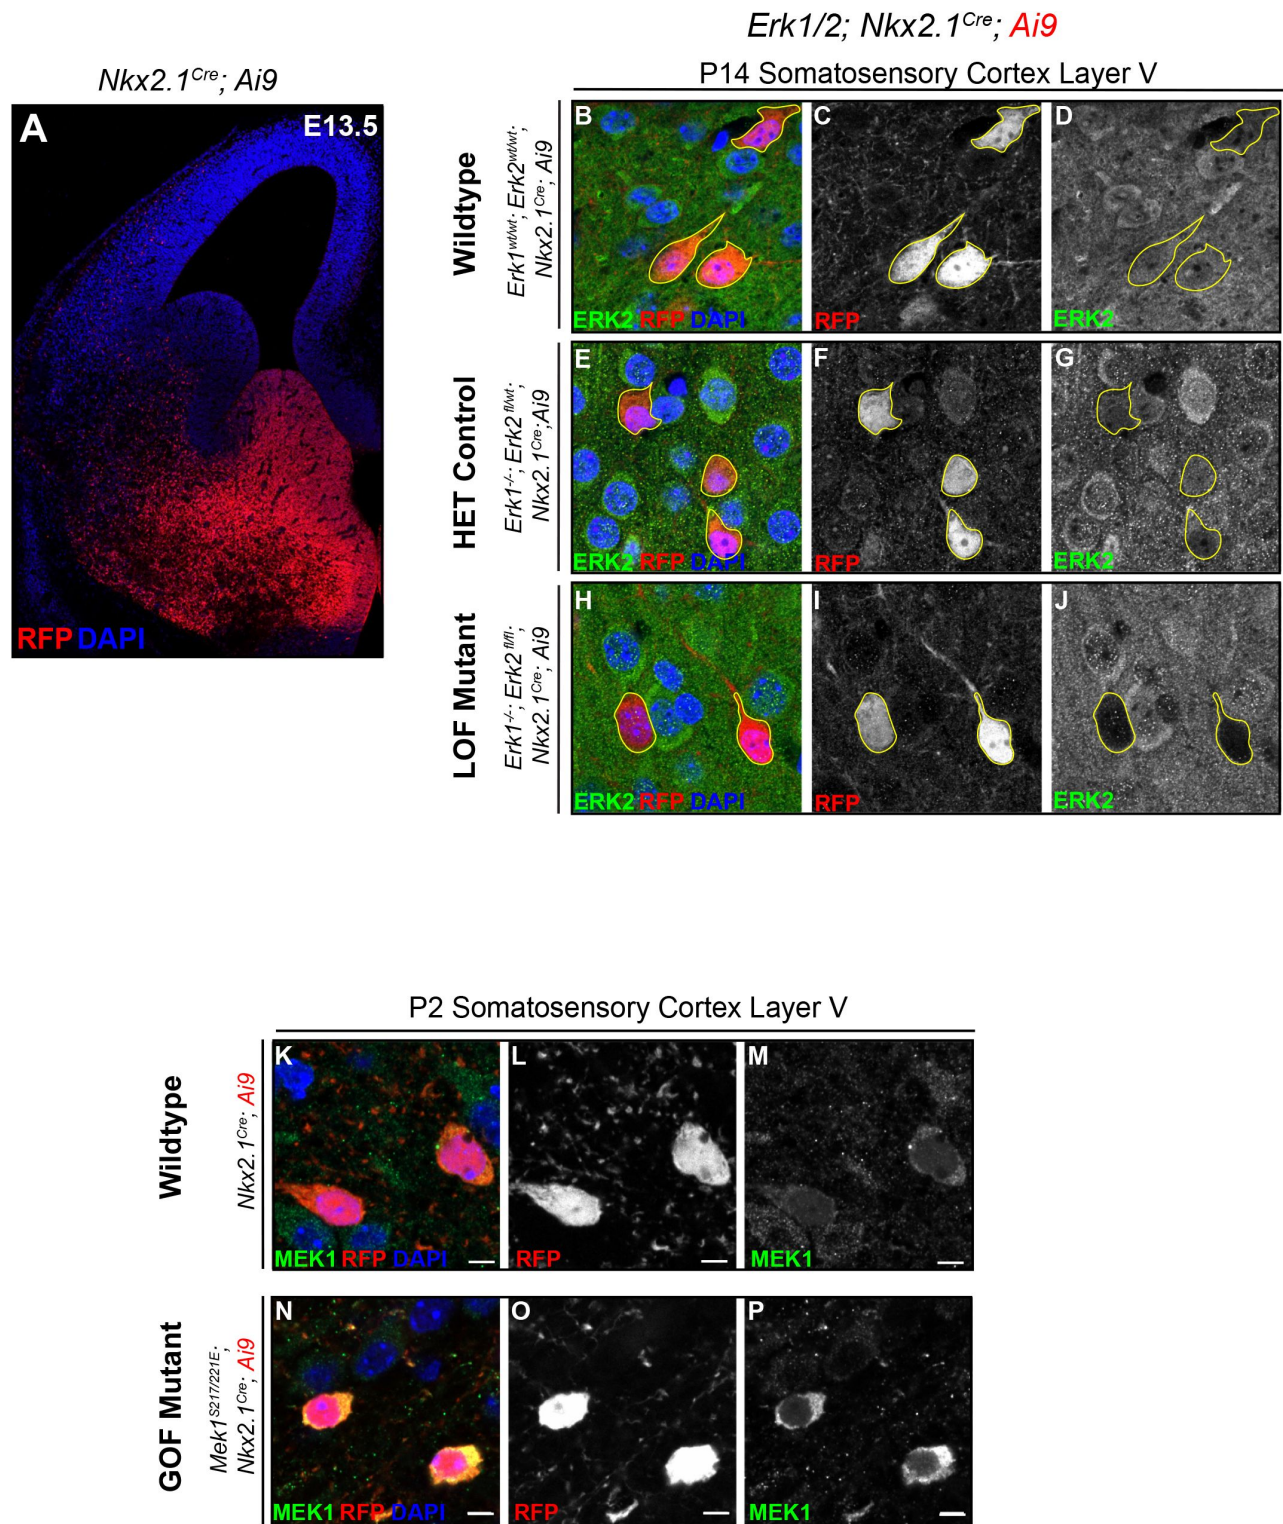 Erk1/2; Nkx2.1Cre; Ai9
Nkx2.1Cre; Ai9
P14 Somatosensory Cortex Layer V
A
E13.5
RFP DAPI
Wildtype
Erk1wt/wt; Erk2wt/wt;
Nkx2.1Cre; Ai9
B
ERK2 RFP DAPI
C
RFP
D
ERK2
HET Control
Erk1-/-; Erk2fl/wt;
Nkx2.1Cre;Ai9
E
ERK2 RFP DAPI
F
RFP
G
ERK2
LOF Mutant
Erk1-/-; Erk2fl/fl;
Nkx2.1Cre; Ai9
H
ERK2 RFP DAPI
I
RFP
J
ERK2
P2 Somatosensory Cortex Layer V
Wildtype
Nkx2.1Cre; Ai9
K
MEK1 RFP DAPI
L
RFP
M
MEK1
GOF Mutant
Mek1S217/221E;
Nkx2.1Cre; Ai9
N
MEK1 RFP DAPI
O
RFP
P
MEK1